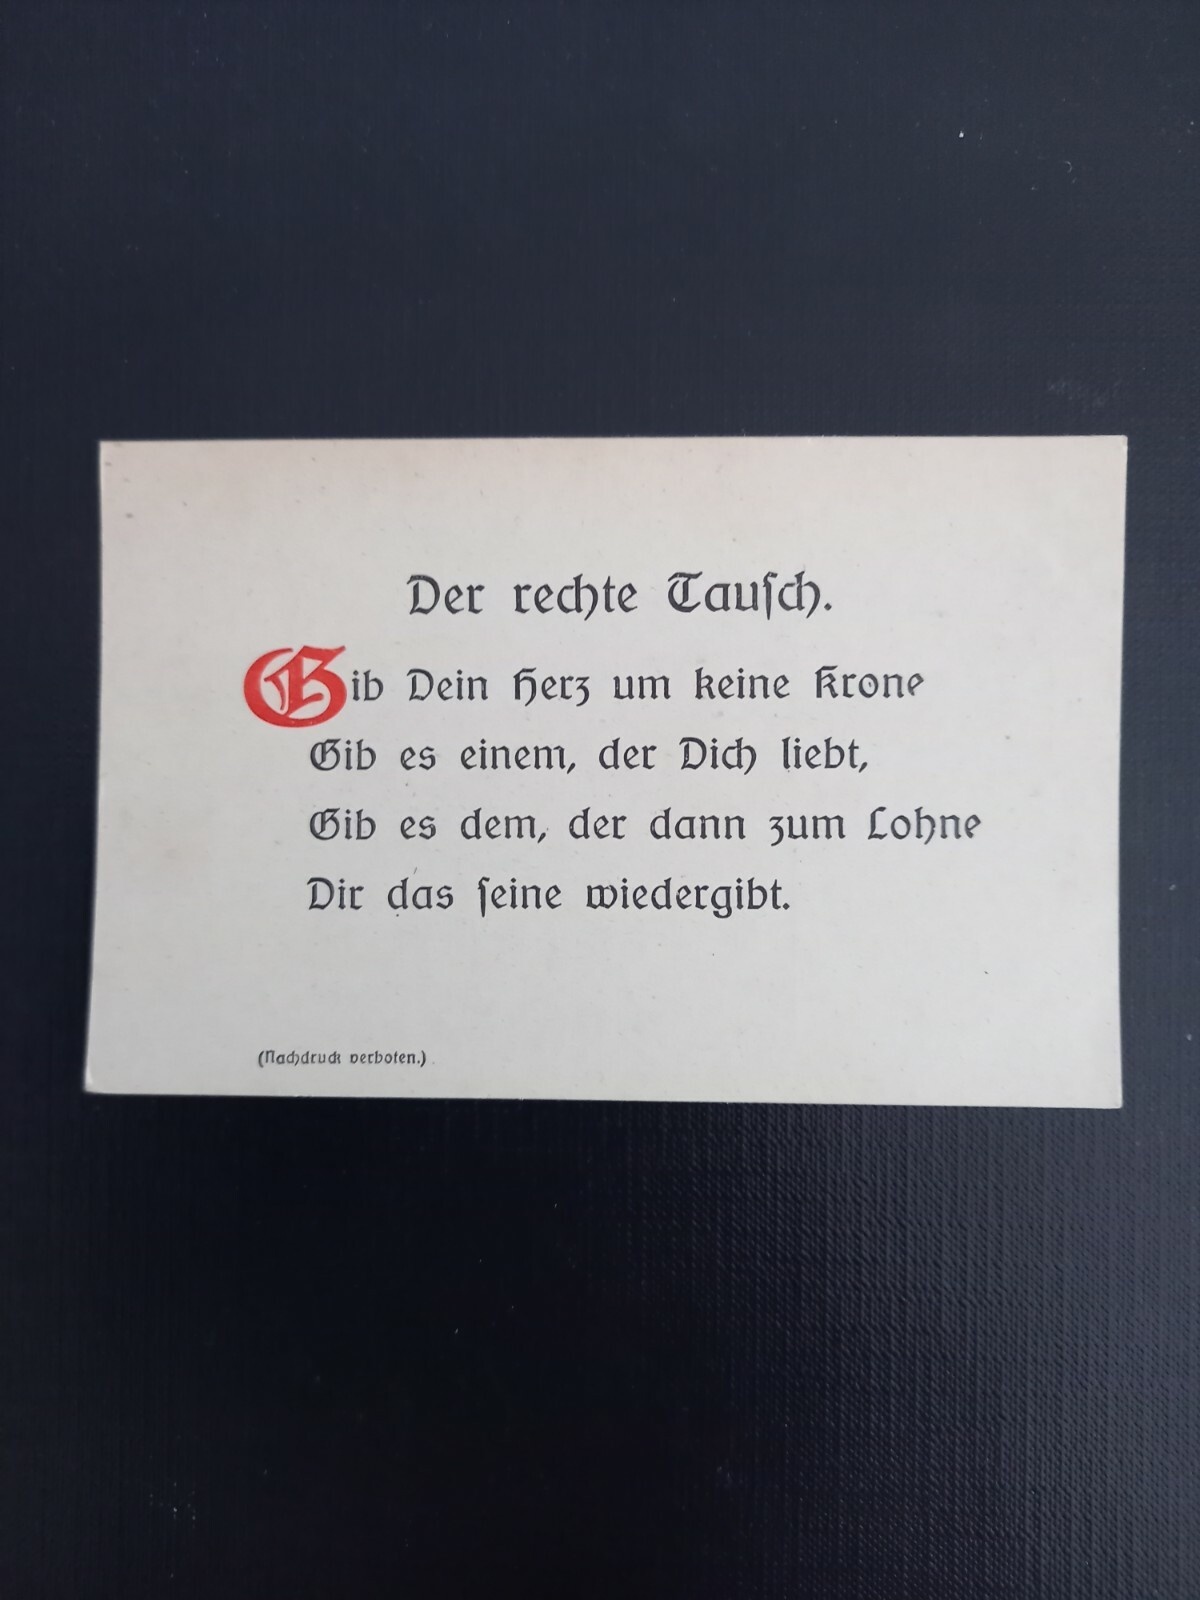 Der rechte Tauſch.
Gib Dein Herz um keine Krone
Gib es einem, der Dich liebt,
Gib es dem, der dann zum Lohne
Dir das ſeine wiedergibt.
(Nachdruck verboten.)